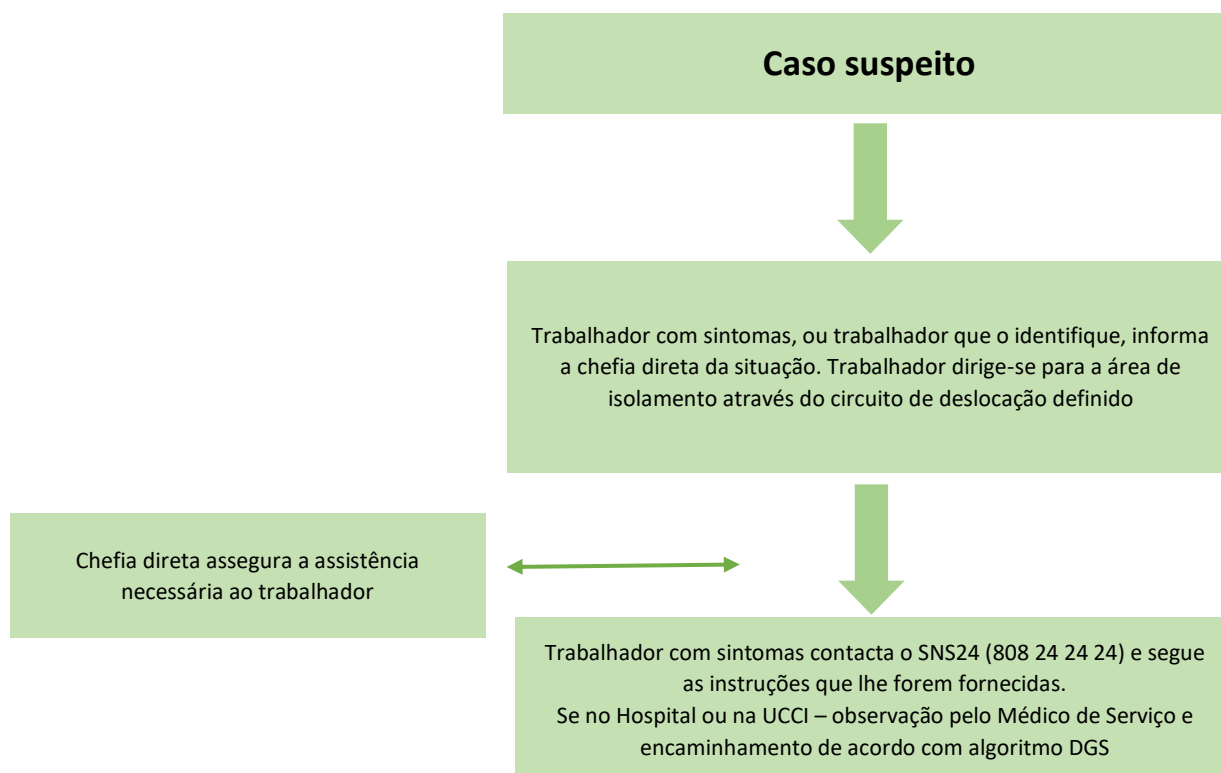 Caso suspeito
Trabalhador com sintomas, ou trabalhador que o identifique, informa
a chefia direta da situação. Trabalhador dirige-se para a área de
isolamento através do circuito de deslocação definido
Chefia direta assegura a assistência
necessária ao trabalhador
Trabalhador com sintomas contacta o SNS24 (808 24 24 24) e segue
as instruções que lhe forem fornecidas.
Se no Hospital ou na UCCI – observação pelo Médico de Serviço e
encaminhamento de acordo com algoritmo DGS